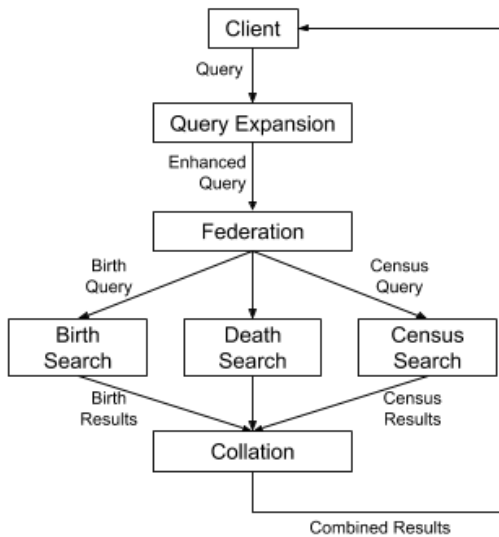 Client
Query
Query Expansion
Enhanced
Query
Federation
Birth
Query
Census
Query
Birth
Search
Death
Search
Census
Search
Birth
Results
Census
Results
Collation
Combined Results